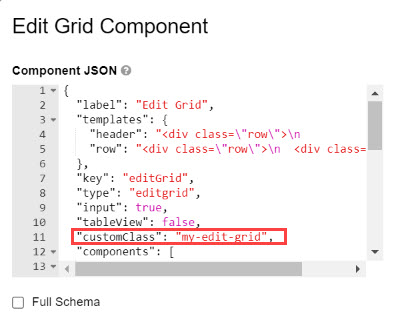 Edit Grid Component
Component JSON ?
1 {
2 "label": "Edit Grid",
3 "templates": {
4 "header": "<div class=\"row\">\n
5 "row": "<div class=\"row\">\n <div class=
6 },
7 "key": "editGrid",
8 "type": "editgrid",
9 "input": true,
10 "tableView": false,
11 "customClass": "my-edit-grid",
12 "components": [
13
Full Schema